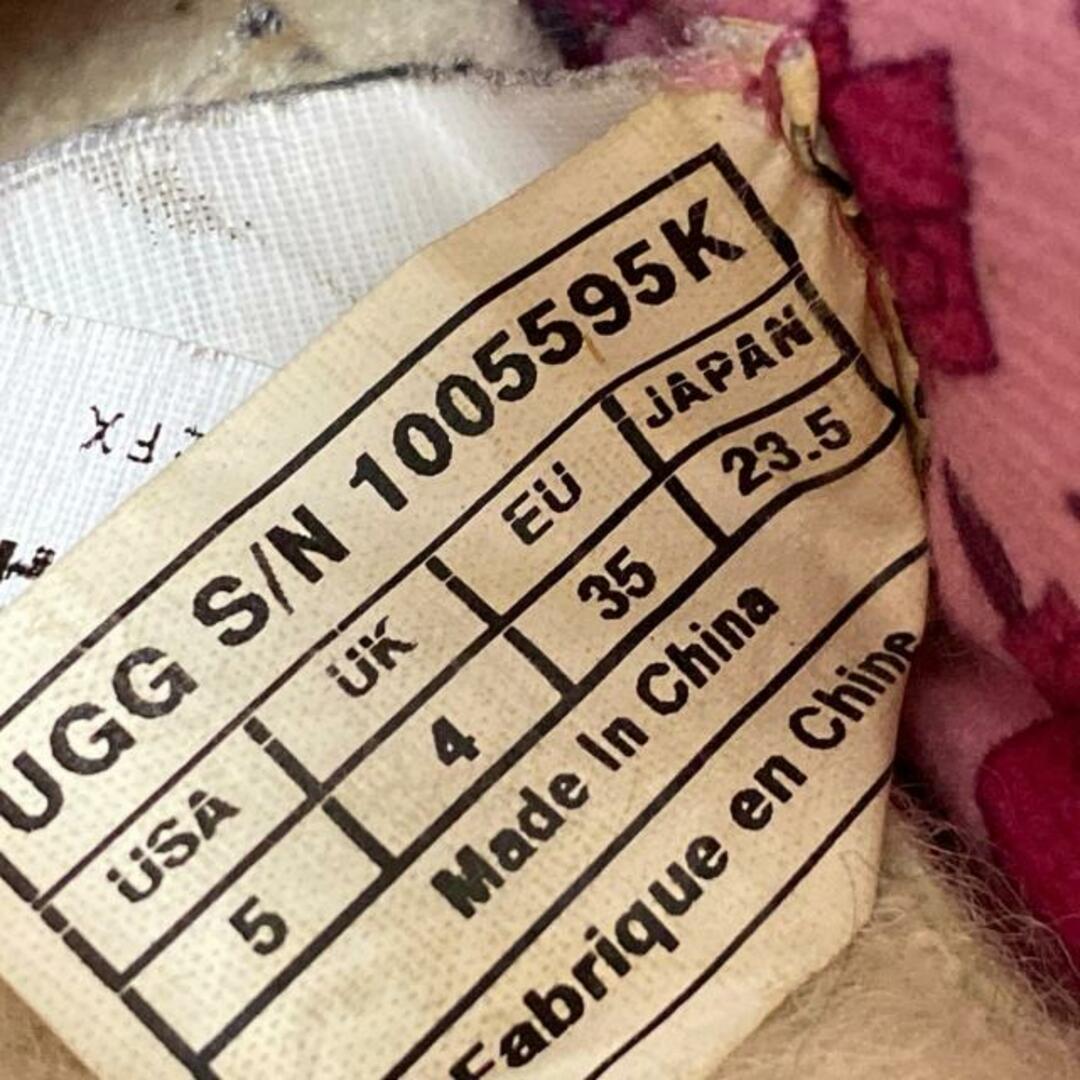 UGG S/N 1005595K
USA UK EU JAPAN
5 4 35 23.5
Made In China
Fabrique en Chine